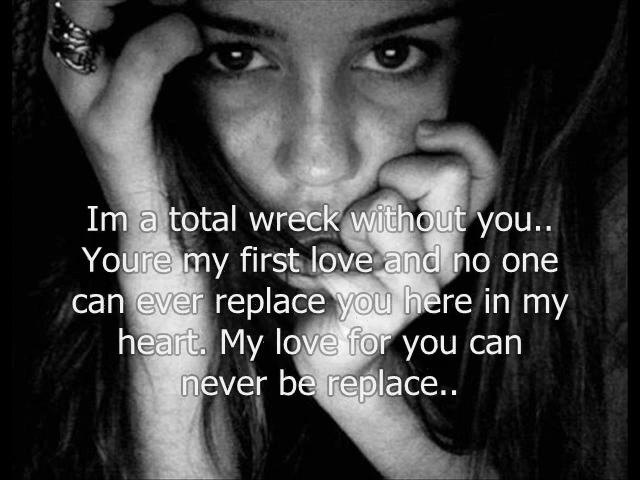 Im a total wreck without you..
Youre my first love and no one
can ever replace you here in my
heart. My love for you can
never be replace..